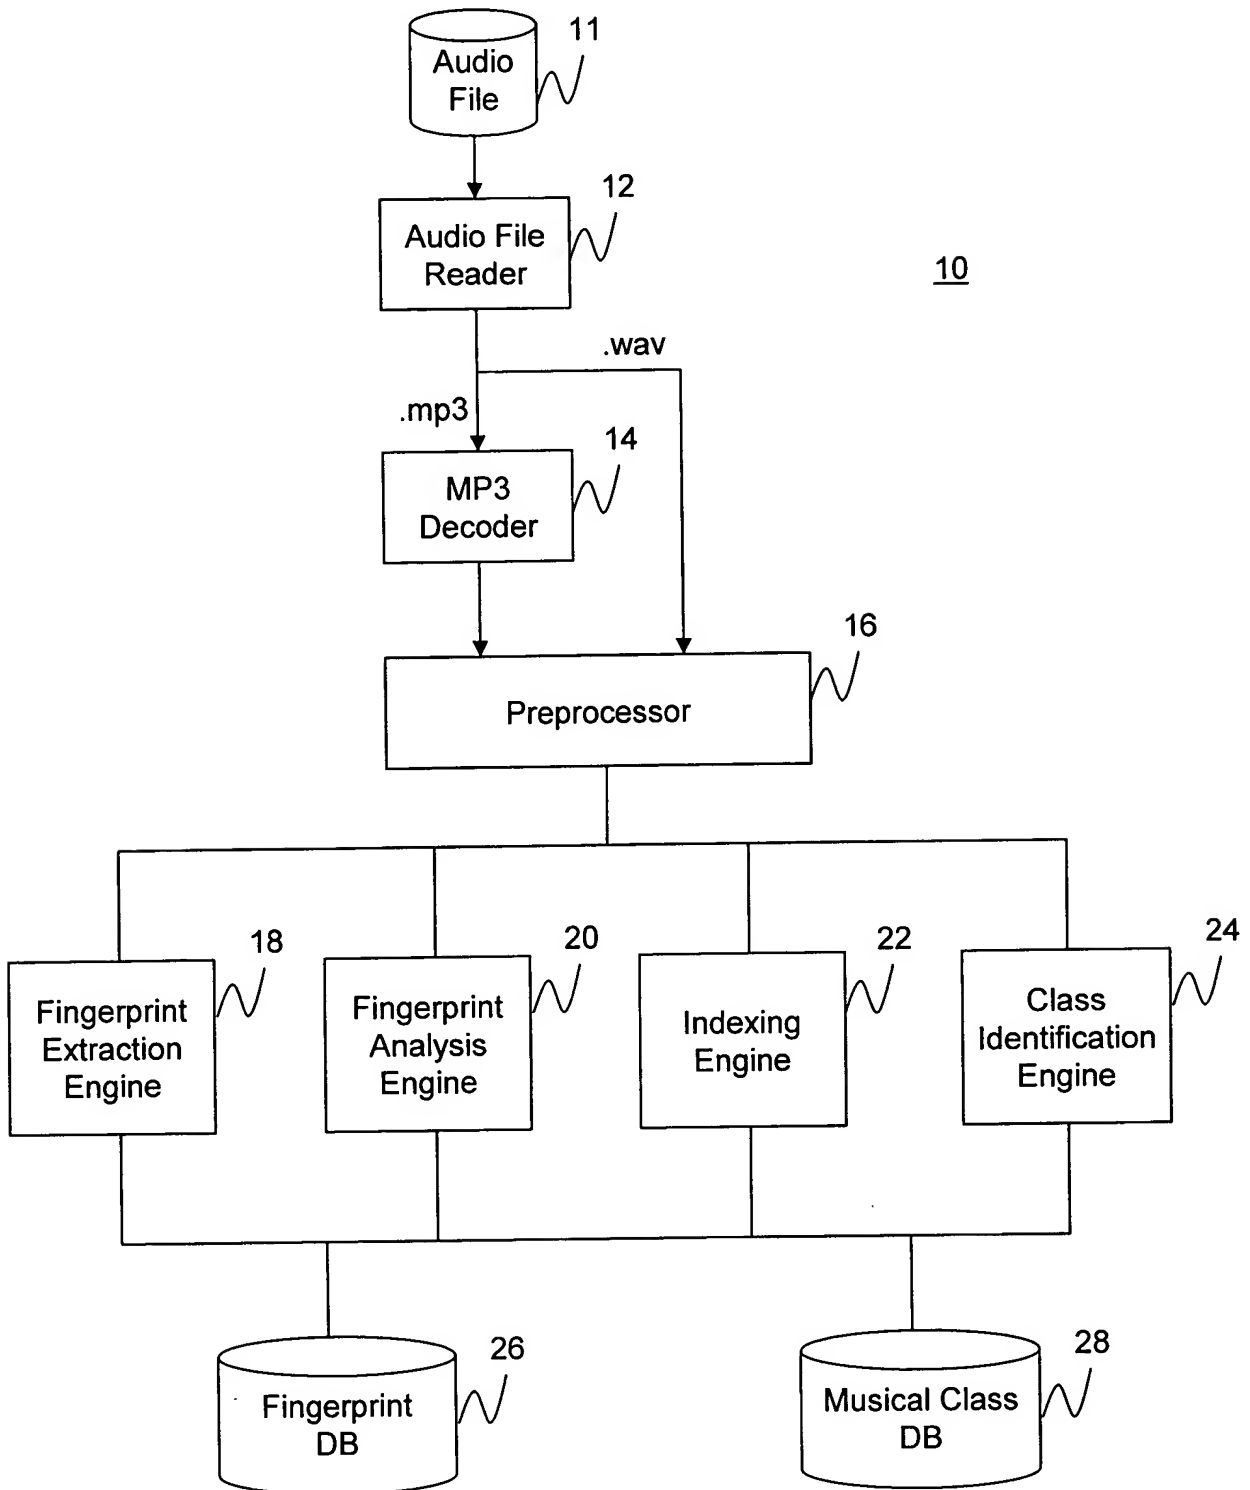 11
Audio
File
12
Audio File
Reader
10
.wav
.mp3
14
MP3
Decoder
16
Preprocessor
18
20
22
24
Fingerprint
Extraction
Engine
Fingerprint
Analysis
Engine
Indexing
Engine
Class
Identification
Engine
26
28
Fingerprint
DB
Musical Class
DB